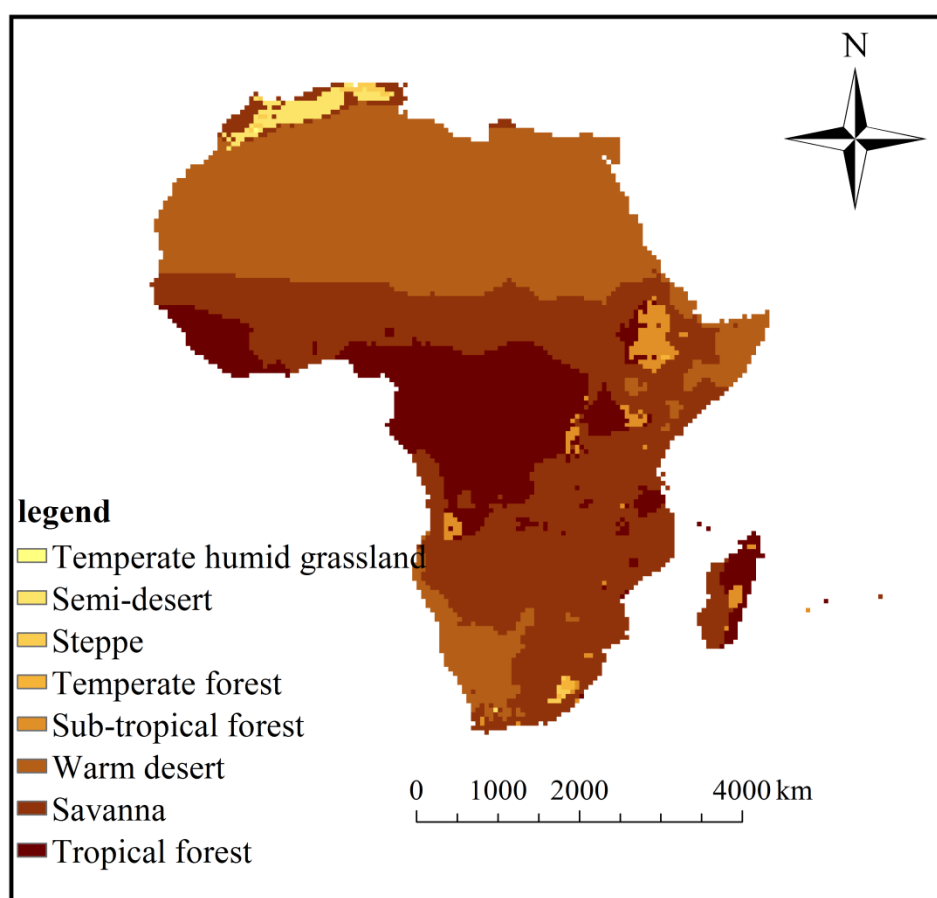 N
legend
Temperate humid grassland
Semi-desert
Steppe
Temperate forest
Sub-tropical forest
Warm desert
Savanna
Tropical forest
0 1000 2000 4000 km